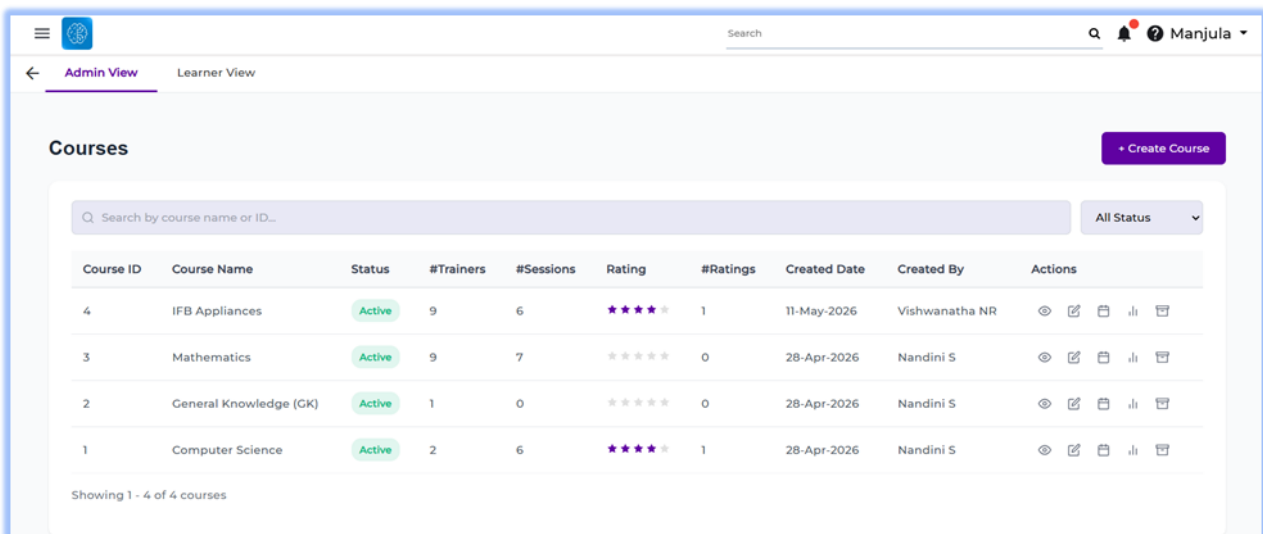 Search Manjula
Admin View Learner View
Courses + Create Course
Search by course name or ID... All Status
Course ID Course Name Status #Trainers #Sessions Rating #Ratings Created Date Created By Actions
4 IFB Appliances Active 9 6 1 11-May-2026 Vishwanatha NR
3 Mathematics Active 9 7 0 28-Apr-2026 Nandini S
2 General Knowledge (GK) Active 1 0 0 28-Apr-2026 Nandini S
1 Computer Science Active 2 6 1 28-Apr-2026 Nandini S
Showing 1 - 4 of 4 courses